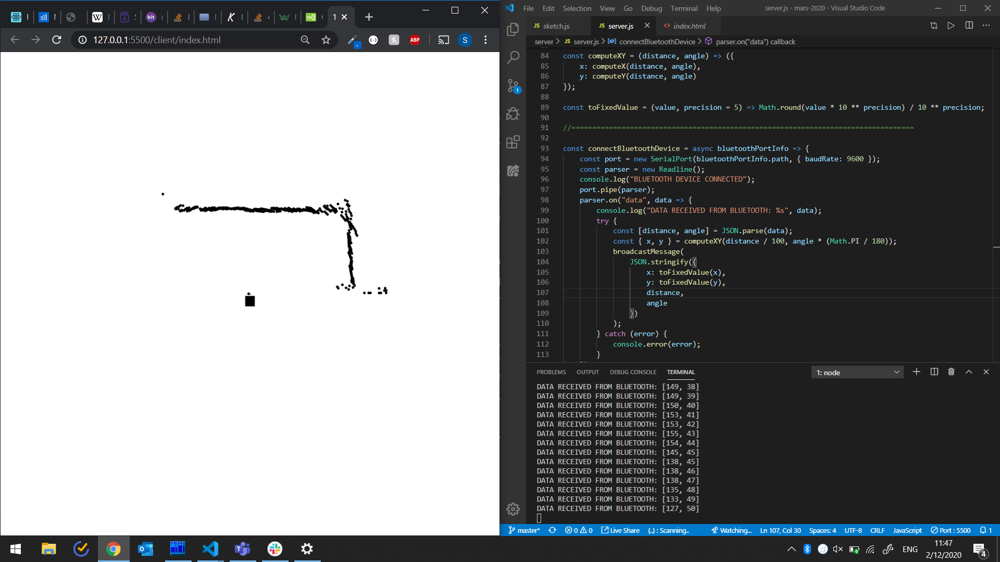 1
127.0.0.1:5500/client/index.html
ABP
S
File Edit Selection View Go Debug Terminal Help
server.js - mars-2020 - Visual Studio Code
JS sketch.js
JS server.js
<> index.html
server > JS server.js > connectBluetoothDevice > parser.on("data") callback
84 const computeXY = (distance, angle) => ({
85 x: computeX(distance, angle),
86 y: computeY(distance, angle)
87 });
88
89 const toFixedValue = (value, precision = 5) => Math.round(value * 10 ** precision) / 10 ** precision;
90
91 //==================================================================================
92
93 const connectBluetoothDevice = async bluetoothPortInfo => {
94 const port = new SerialPort(bluetoothPortInfo.path, { baudRate: 9600 });
95 const parser = new Readline();
96 console.log("BLUETOOTH DEVICE CONNECTED");
97 port.pipe(parser);
98 parser.on("data", data => {
99 console.log("DATA RECEIVED FROM BLUETOOTH: %s", data);
100 try {
101 const [distance, angle] = JSON.parse(data);
102 const { x, y } = computeXY(distance / 100, angle * (Math.PI / 180));
103 broadcastMessage(
104 JSON.stringify({
105 x: toFixedValue(x),
106 y: toFixedValue(y),
107 distance,
108 angle
109 })
110 );
111 } catch (error) {
112 console.error(error);
113 }
PROBLEMS OUTPUT DEBUG CONSOLE TERMINAL
1: node
DATA RECEIVED FROM BLUETOOTH: [149, 38]
DATA RECEIVED FROM BLUETOOTH: [149, 39]
DATA RECEIVED FROM BLUETOOTH: [150, 40]
DATA RECEIVED FROM BLUETOOTH: [153, 41]
DATA RECEIVED FROM BLUETOOTH: [153, 42]
DATA RECEIVED FROM BLUETOOTH: [155, 43]
DATA RECEIVED FROM BLUETOOTH: [154, 44]
DATA RECEIVED FROM BLUETOOTH: [145, 45]
DATA RECEIVED FROM BLUETOOTH: [138, 45]
DATA RECEIVED FROM BLUETOOTH: [138, 46]
DATA RECEIVED FROM BLUETOOTH: [138, 47]
DATA RECEIVED FROM BLUETOOTH: [135, 48]
DATA RECEIVED FROM BLUETOOTH: [133, 49]
DATA RECEIVED FROM BLUETOOTH: [127, 50]
master* 0 0 Live Share {..} : Scanning.. Watching... Ln 107, Col 30 Spaces: 4 UTF-8 CRLF JavaScript Port : 5500 1
ENG
11:47
2/12/2020
4